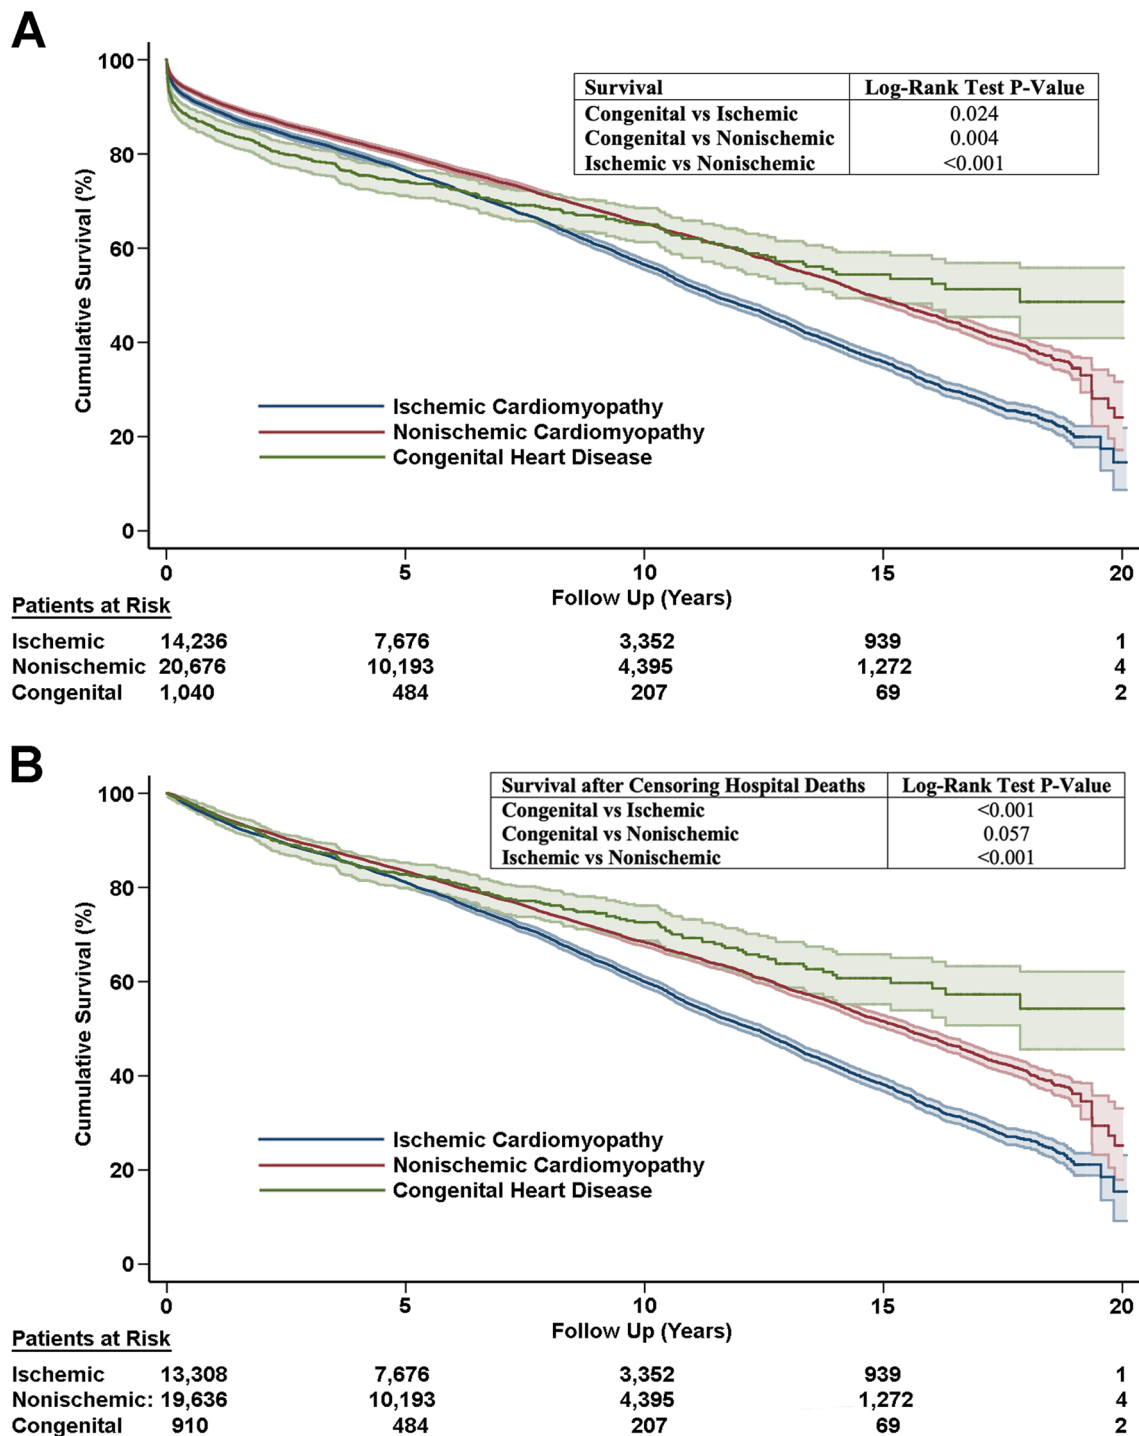 A
Survival Log-Rank Test P-Value
Congenital vs Ischemic 0.024
Congenital vs Nonischemic 0.004
Ischemic vs Nonischemic <0.001
Cumulative Survival (%)
100
80
60
40
20
0
Ischemic Cardiomyopathy
Nonischemic Cardiomyopathy
Congenital Heart Disease
0 5 10 15 20
Follow Up (Years)
Patients at Risk
Ischemic 14,236 7,676 3,352 939 1
Nonischemic 20,676 10,193 4,395 1,272 4
Congenital 1,040 484 207 69 2
B
Survival after Censoring Hospital Deaths Log-Rank Test P-Value
Congenital vs Ischemic <0.001
Congenital vs Nonischemic 0.057
Ischemic vs Nonischemic <0.001
Cumulative Survival (%)
100
80
60
40
20
0
Ischemic Cardiomyopathy
Nonischemic Cardiomyopathy
Congenital Heart Disease
0 5 10 15 20
Follow Up (Years)
Patients at Risk
Ischemic 13,308 7,676 3,352 939 1
Nonischemic: 19,636 10,193 4,395 1,272 4
Congenital 910 484 207 69 2